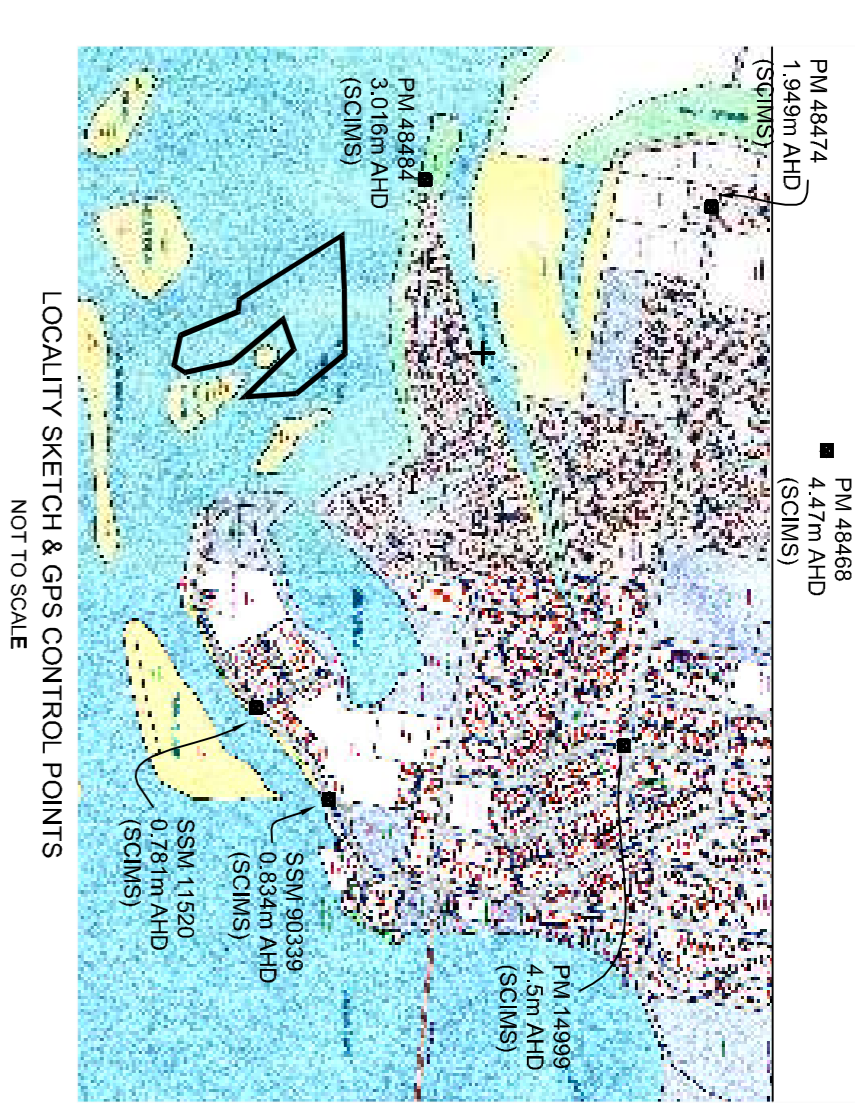 PM 48474
1.949m AHD
(SCIMS)
PM 48468
4.47m AHD
(SCIMS)
PM 48484
3.016m AHD
(SCIMS)
PM 14999
4.5m AHD
(SCIMS)
SSM 90339
0.834m AHD
(SCIMS)
SSM 11520
0.781m AHD
(SCIMS)
LOCALITY SKETCH & GPS CONTROL POINTS
NOT TO SCALE